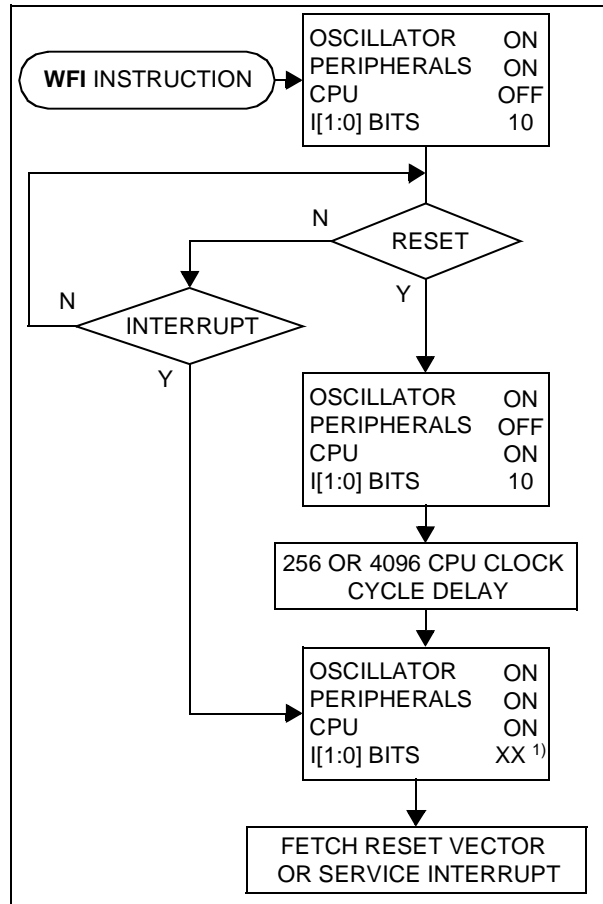 WFI INSTRUCTION
OSCILLATOR ON
PERIPHERALS ON
CPU OFF
I[1:0] BITS 10
N
RESET
N
Y
INTERRUPT
Y
OSCILLATOR ON
PERIPHERALS OFF
CPU ON
I[1:0] BITS 10
256 OR 4096 CPU CLOCK
CYCLE DELAY
OSCILLATOR ON
PERIPHERALS ON
CPU ON
I[1:0] BITS XX 1)
FETCH RESET VECTOR
OR SERVICE INTERRUPT